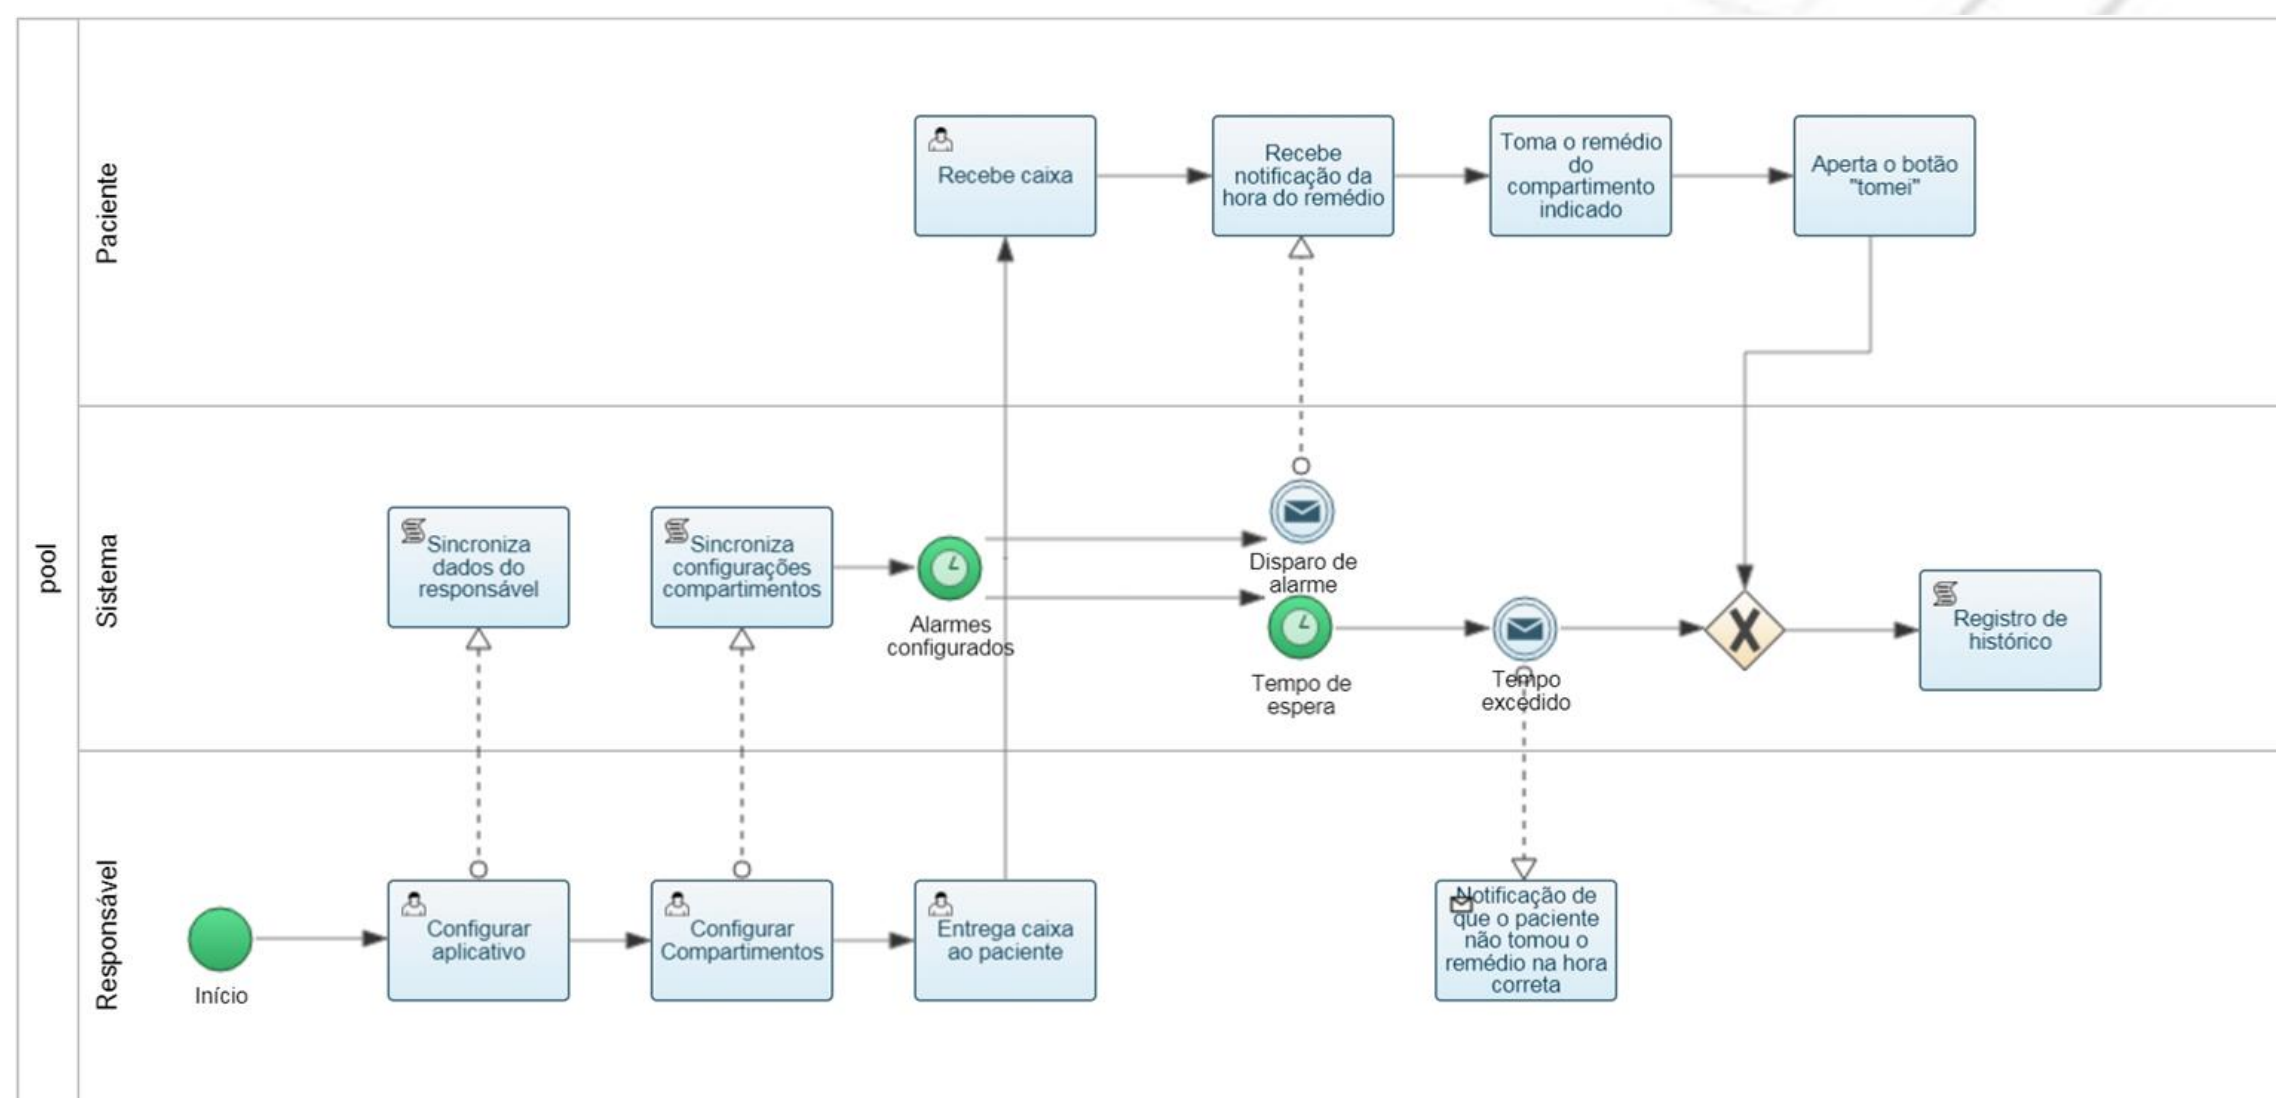 pool
Paciente
Recebe caixa
Recebe
notificação da
hora do remédio
Toma o remédio
do
compartimento
indicado
Aperta o botão
"tomei"
Sistema
Sincroniza
dados do
responsável
Sincroniza
configurações
compartimentos
Alarmes
configurados
Disparo de
alarme
Tempo de
espera
Tempo
excedido
Registro de
histórico
Responsável
Início
Configurar
aplicativo
Configurar
Compartimentos
Entrega caixa
ao paciente
Notificação de
que o paciente
não tomou o
remédio na hora
correta